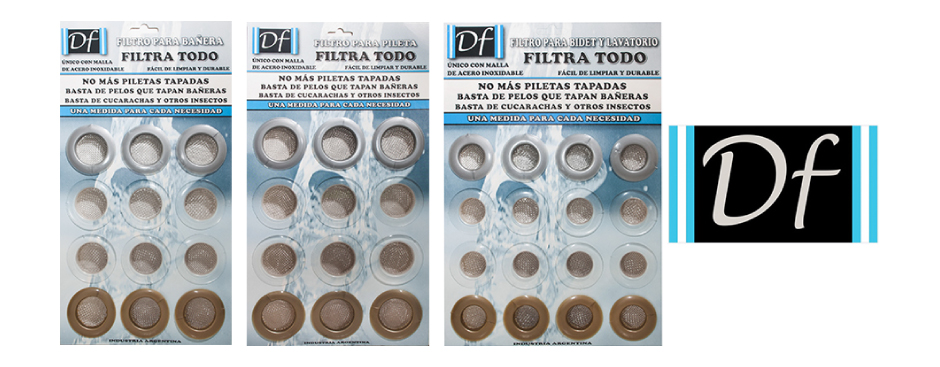 Df
FILTRO PARA BAÑERA
FILTRA TODO
ÚNICO CON MALLA
DE ACERO INOXIDABLE
FÁCIL DE LIMPIAR Y DURABLE
NO MÁS PILETAS TAPADAS
BASTA DE PELOS QUE TAPAN BAÑERAS
BASTA DE CUCARACHAS Y OTROS INSECTOS
UNA MEDIDA PARA CADA NECESIDAD
INDUSTRIA ARGENTINA
Df
FILTRO PARA PILETA
FILTRA TODO
ÚNICO CON MALLA
DE ACERO INOXIDABLE
FÁCIL DE LIMPIAR Y DURABLE
NO MÁS PILETAS TAPADAS
BASTA DE PELOS QUE TAPAN BAÑERAS
BASTA DE CUCARACHAS Y OTROS INSECTOS
UNA MEDIDA PARA CADA NECESIDAD
INDUSTRIA ARGENTINA
Df
FILTRO PARA BIDET Y LAVATORIO
FILTRA TODO
ÚNICO CON MALLA
DE ACERO INOXIDABLE
FÁCIL DE LIMPIAR Y DURABLE
NO MÁS PILETAS TAPADAS
BASTA DE PELOS QUE TAPAN BAÑERAS
BASTA DE CUCARACHAS Y OTROS INSECTOS
UNA MEDIDA PARA CADA NECESIDAD
INDUSTRIA ARGENTINA
Df